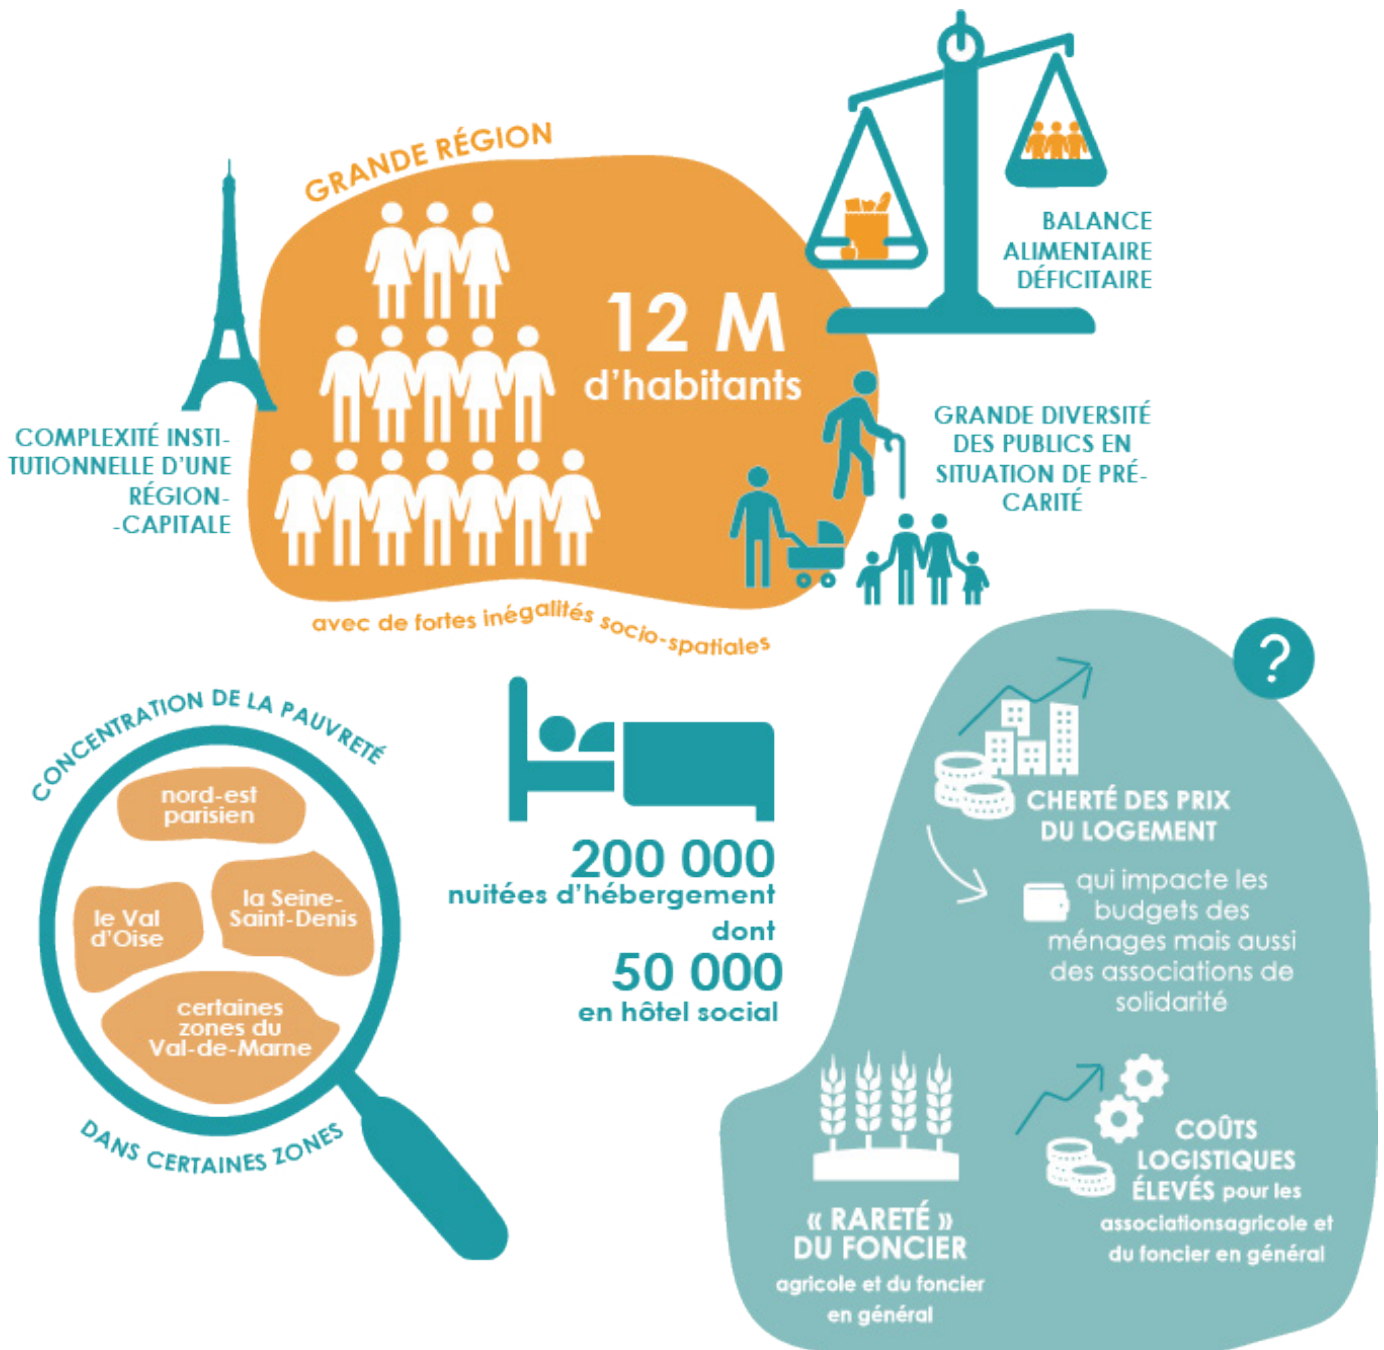 GRANDE RÉGION
12 M
d'habitants
BALANCE
ALIMENTAIRE
DÉFICITAIRE
COMPLEXITÉ INSTI-
TUTIONNELLE D'UNE
RÉGION-
-CAPITALE
GRANDE DIVERSITÉ
DES PUBLICS EN
SITUATION DE PRÉ-
CARITÉ
avec de fortes inégalités socio-spatiales
CONCENTRATION DE LA PAUVRETÉ
nord-est
parisien
la Seine-
Saint-Denis
le Val
d'Oise
certaines
zones du
Val-de-Marne
DANS CERTAINES ZONES
200 000
nuitées d'hébergement
dont
50 000
en hôtel social
?
CHERTÉ DES PRIX
DU LOGEMENT
qui impacte les
budgets des
ménages mais aussi
des associations de
solidarité
« RARETÉ »
DU FONCIER
agricole et du foncier
en général
COÛTS
LOGISTIQUES
ÉLEVÉS pour les
associationsagricole et
du foncier en général